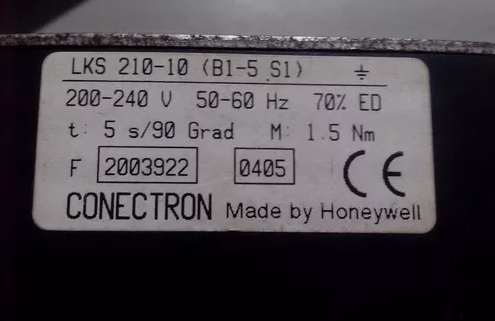 LKS 210-10 (B1-5 S1)
200-240 V 50-60 Hz 70% ED
t: 5 s/90 Grad M: 1.5 Nm
F 2003922 0405 CE
CONECTRON Made by Honeywell